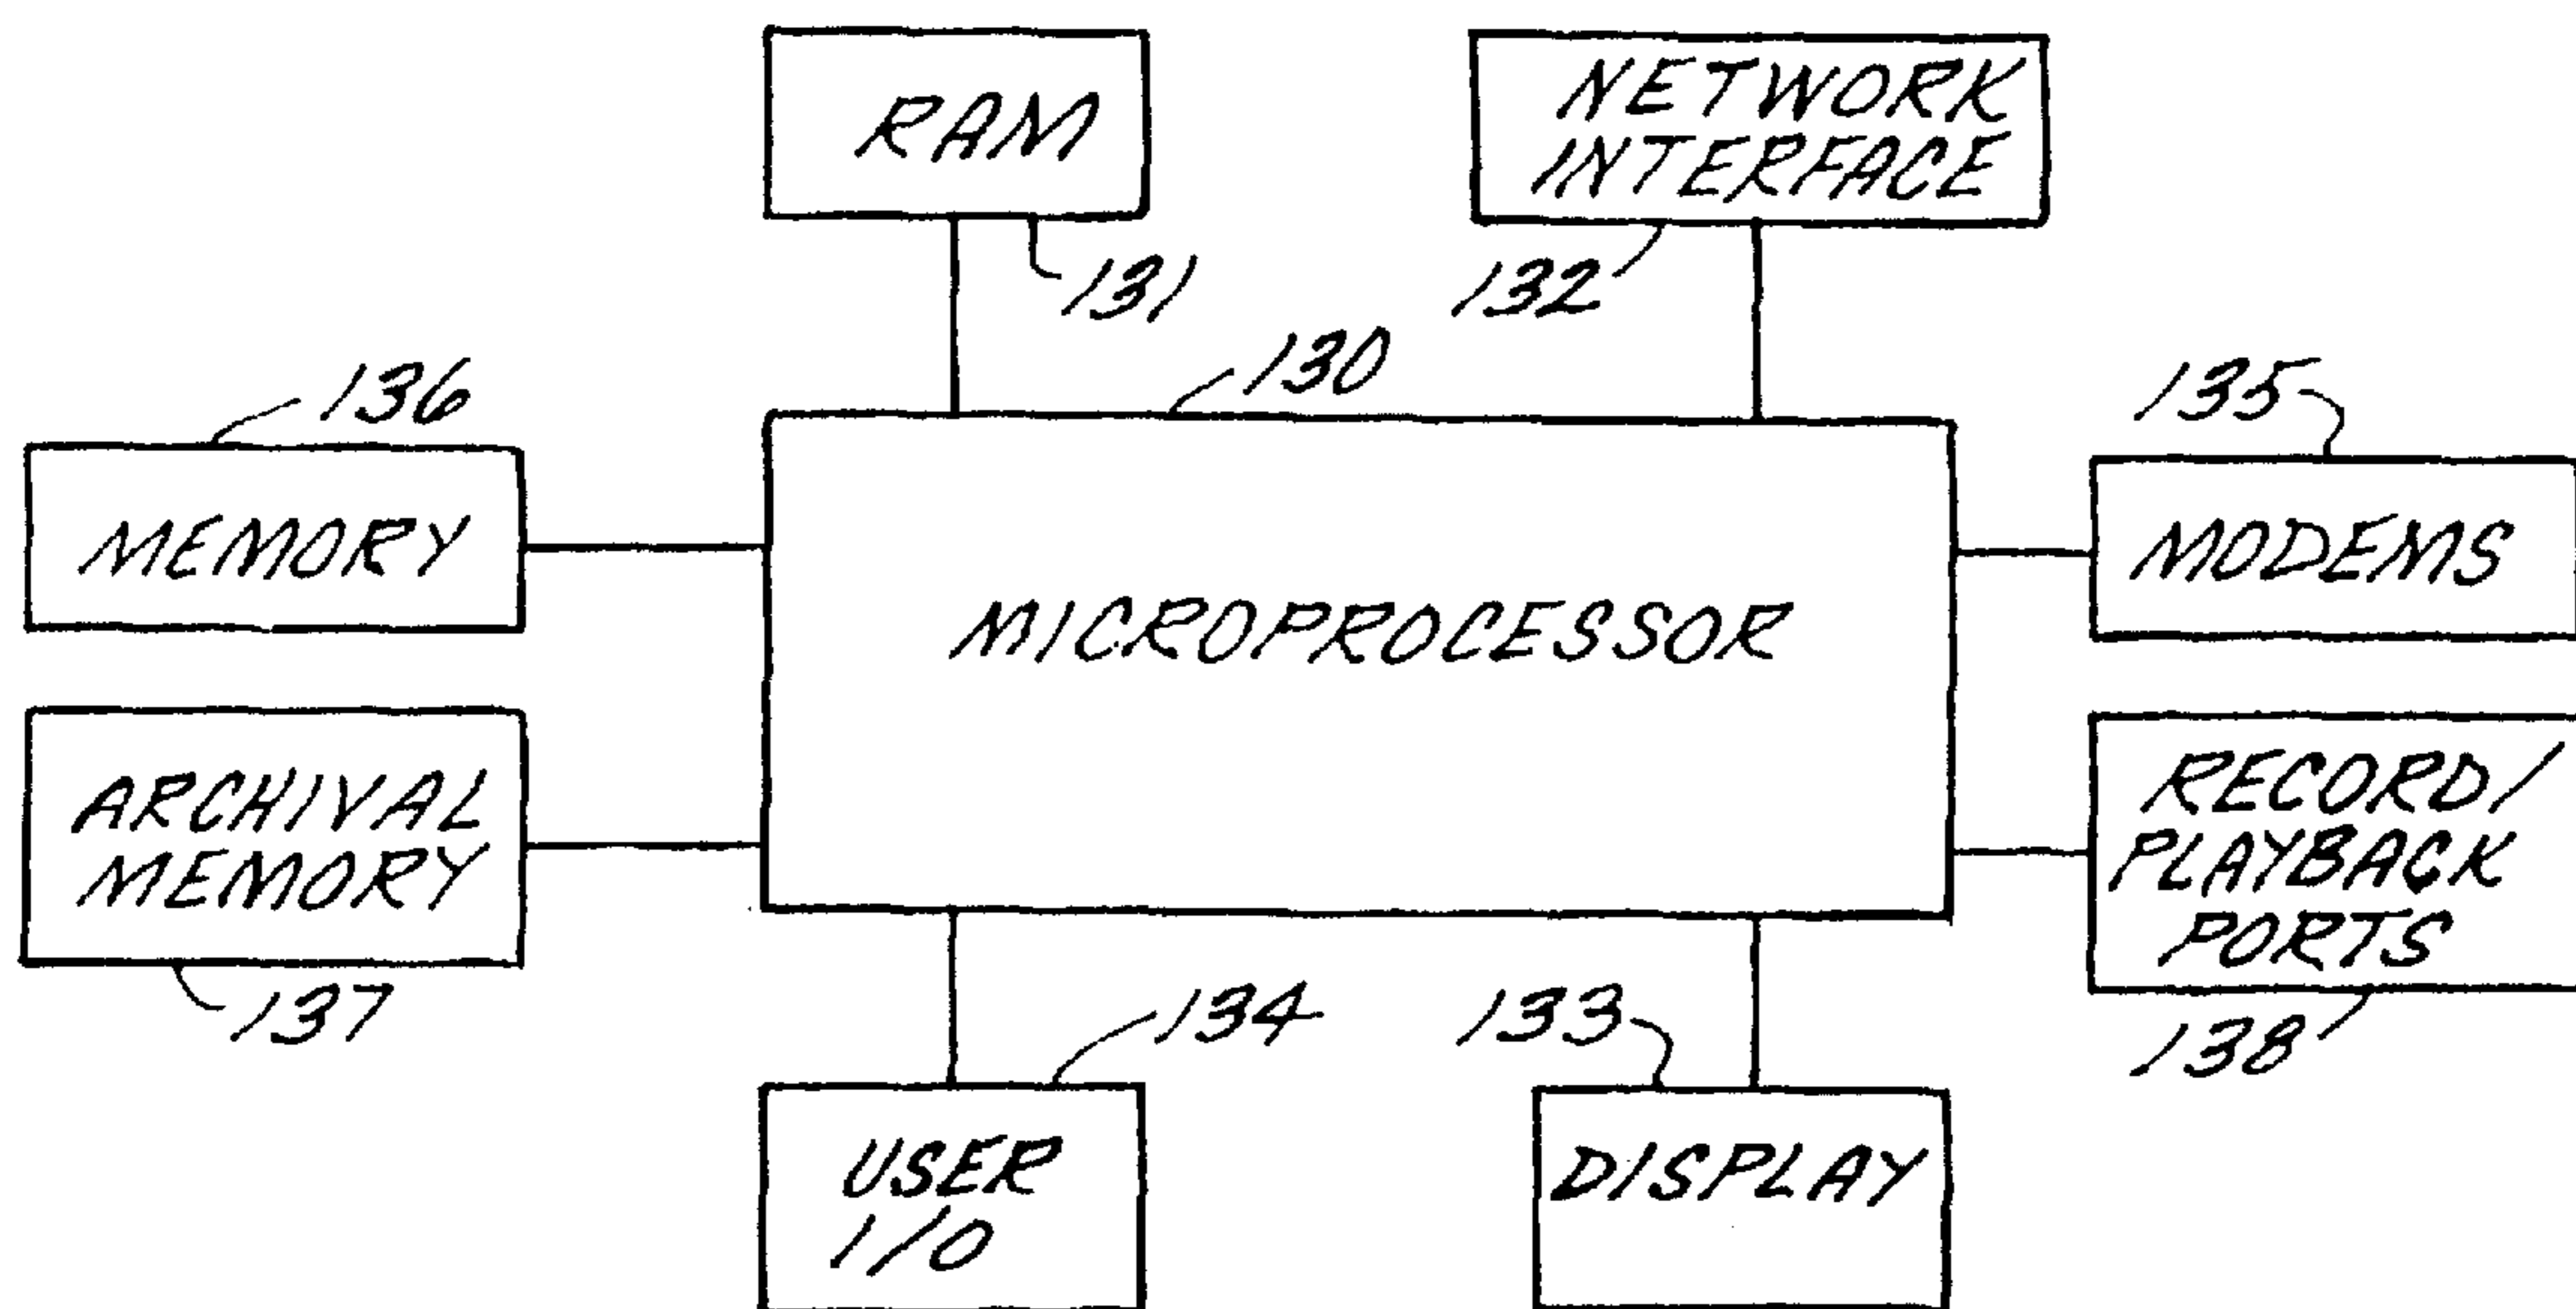 RAM
NETWORK
INTERFACE
131
132
130
136
135
MEMORY
MODEMS
MICROPROCESSOR
ARCHIVAL
MEMORY
RECORD/
PLAYBACK
PORTS
137
134
133
138
USER
I/O
DISPLAY